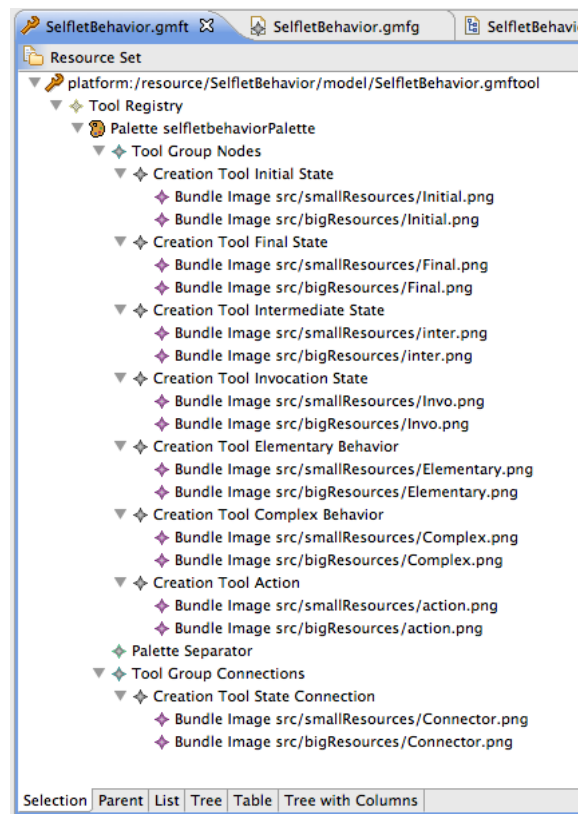 SelfletBehavior.gmft SelfletBehavior.gmfg SelfletBehavi
Resource Set
platform:/resource/SelfletBehavior/model/SelfletBehavior.gmftool
Tool Registry
Palette selfletbehaviorPalette
Tool Group Nodes
Creation Tool Initial State
Bundle Image src/smallResources/Initial.png
Bundle Image src/bigResources/Initial.png
Creation Tool Final State
Bundle Image src/smallResources/Final.png
Bundle Image src/bigResources/Final.png
Creation Tool Intermediate State
Bundle Image src/smallResources/inter.png
Bundle Image src/bigResources/inter.png
Creation Tool Invocation State
Bundle Image src/smallResources/Invo.png
Bundle Image src/bigResources/Invo.png
Creation Tool Elementary Behavior
Bundle Image src/smallResources/Elementary.png
Bundle Image src/bigResources/Elementary.png
Creation Tool Complex Behavior
Bundle Image src/smallResources/Complex.png
Bundle Image src/bigResources/Complex.png
Creation Tool Action
Bundle Image src/smallResources/action.png
Bundle Image src/bigResources/action.png
Palette Separator
Tool Group Connections
Creation Tool State Connection
Bundle Image src/smallResources/Connector.png
Bundle Image src/bigResources/Connector.png
Selection Parent List Tree Table Tree with Columns